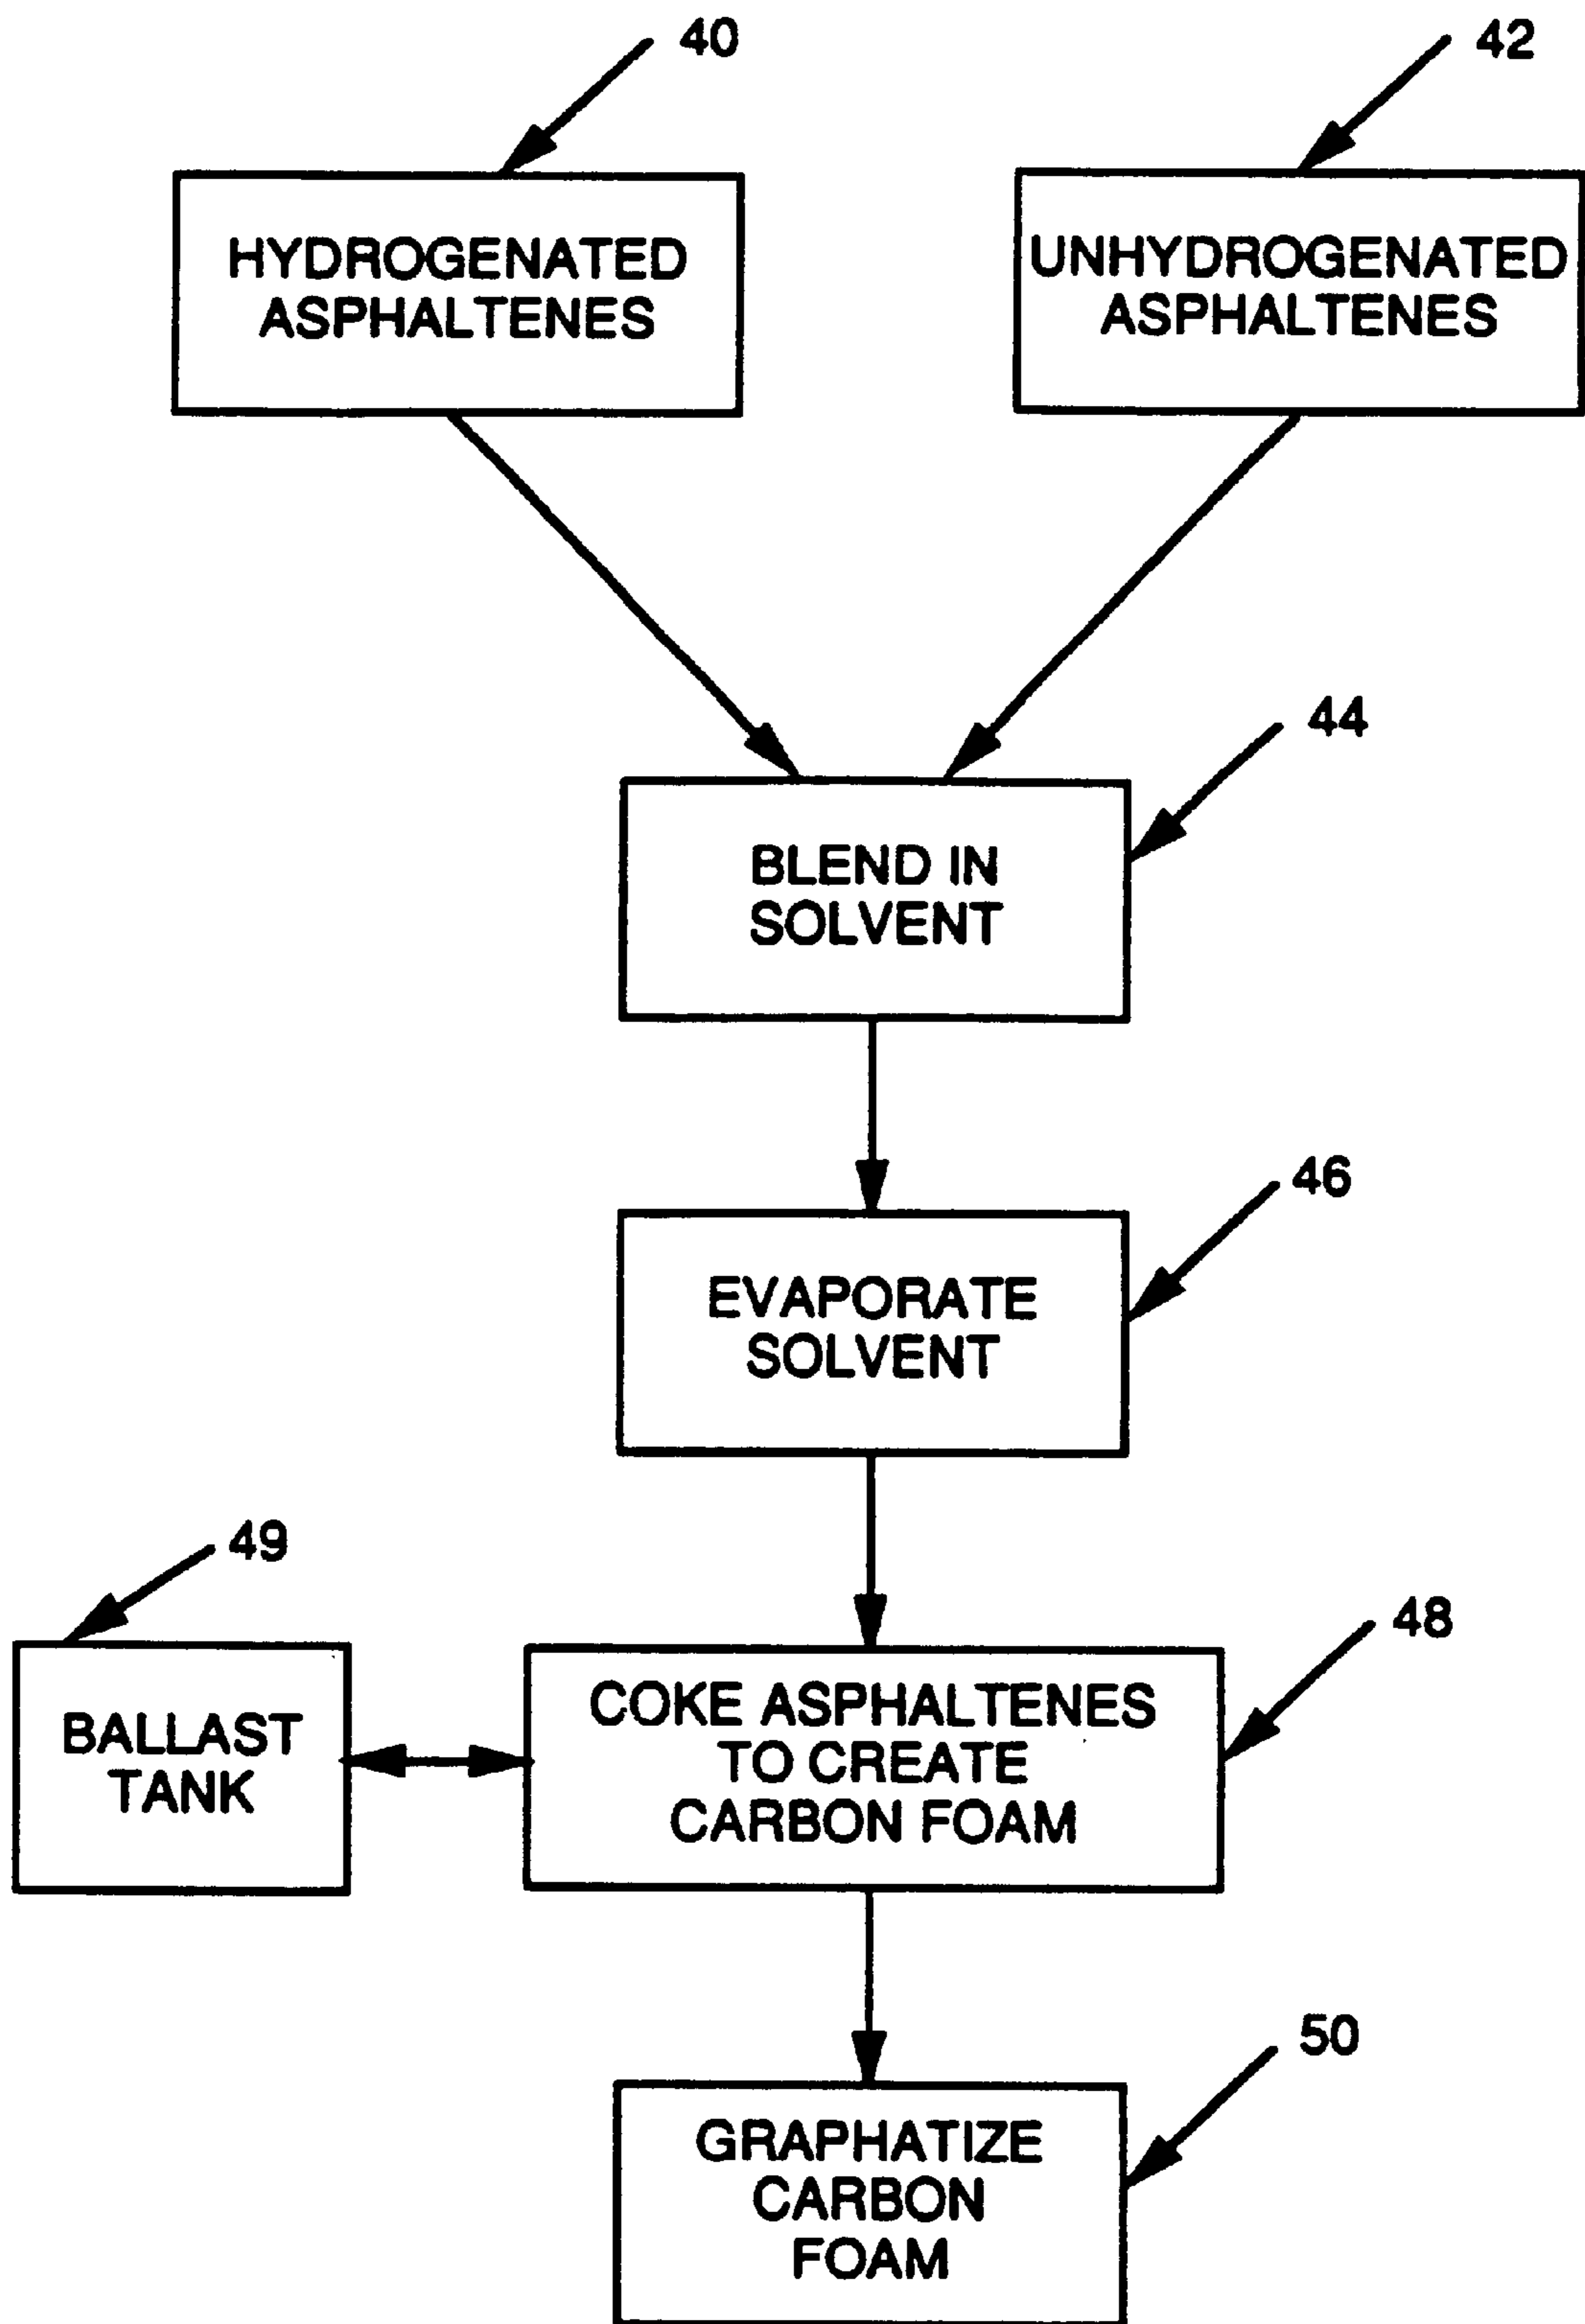 40
42
HYDROGENATED
ASPHALTENES
UNHYDROGENATED
ASPHALTENES
44
BLEND IN
SOLVENT
46
EVAPORATE
SOLVENT
49
48
BALLAST
TANK
COKE ASPHALTENES
TO CREATE
CARBON FOAM
50
GRAPHATIZE
CARBON
FOAM